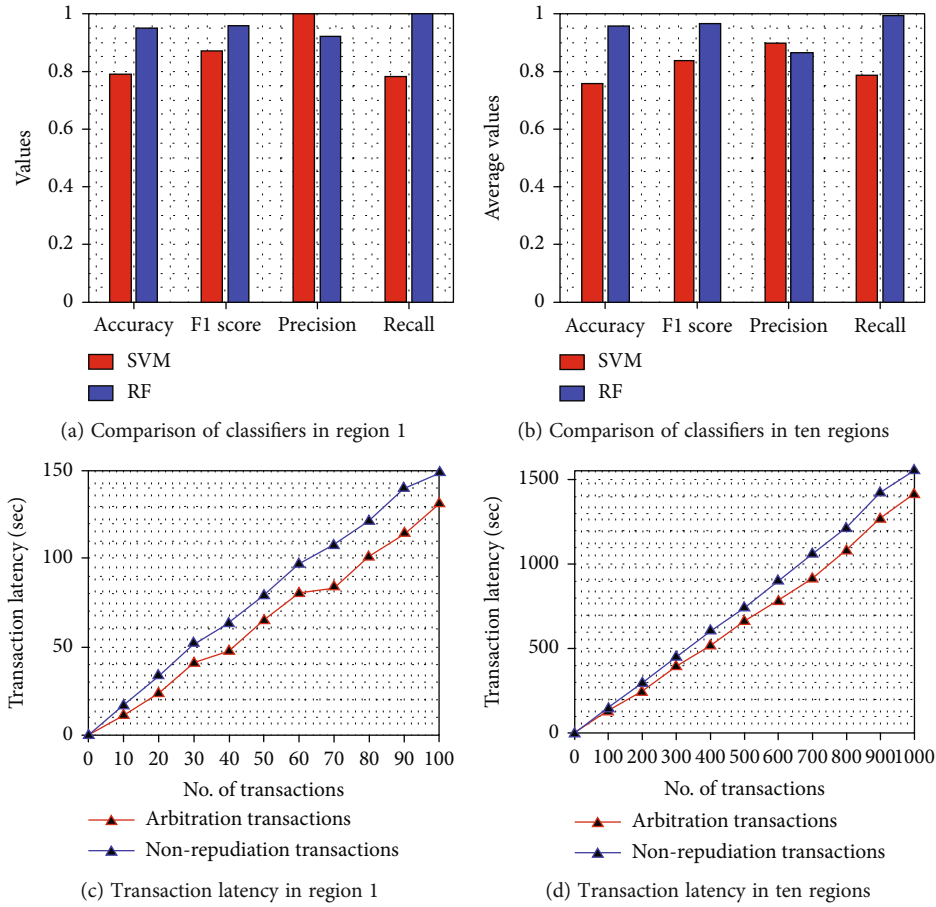 1
0.8
0.6
0.4
0.2
0
Values
Accuracy F1 score Precision Recall
SVM
RF
(a) Comparison of classifiers in region 1
1
0.8
0.6
0.4
0.2
0
Average values
Accuracy F1 score Precision Recall
SVM
RF
(b) Comparison of classifiers in ten regions
150
100
50
0
Transaction latency (sec)
0 10 20 30 40 50 60 70 80 90 100
No. of transactions
Arbitration transactions
Non-repudiation transactions
(c) Transaction latency in region 1
1500
1000
500
0
Transaction latency (sec)
0 100 200 300 400 500 600 700 800 900 1000
No. of transactions
Arbitration transactions
Non-repudiation transactions
(d) Transaction latency in ten regions